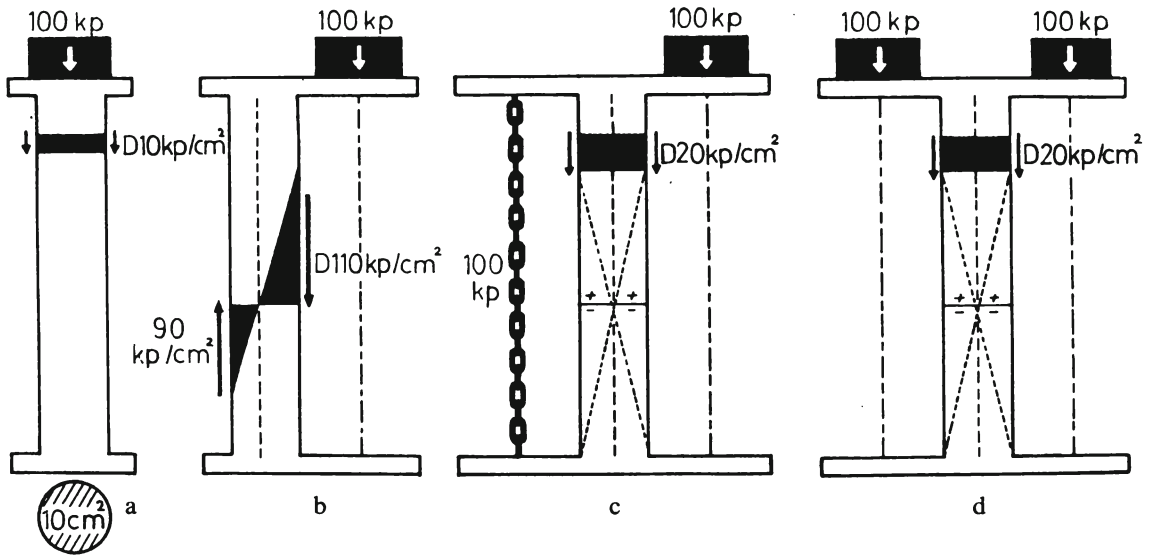 100 kp
100 kp
100 kp
100 kp
100 kp
D10kp/cm²
D110kp/cm²
90
kp/cm²
100
kp
D20kp/cm²
D20kp/cm²
+ +
- -
+ +
- -
10cm²
a
b
c
d